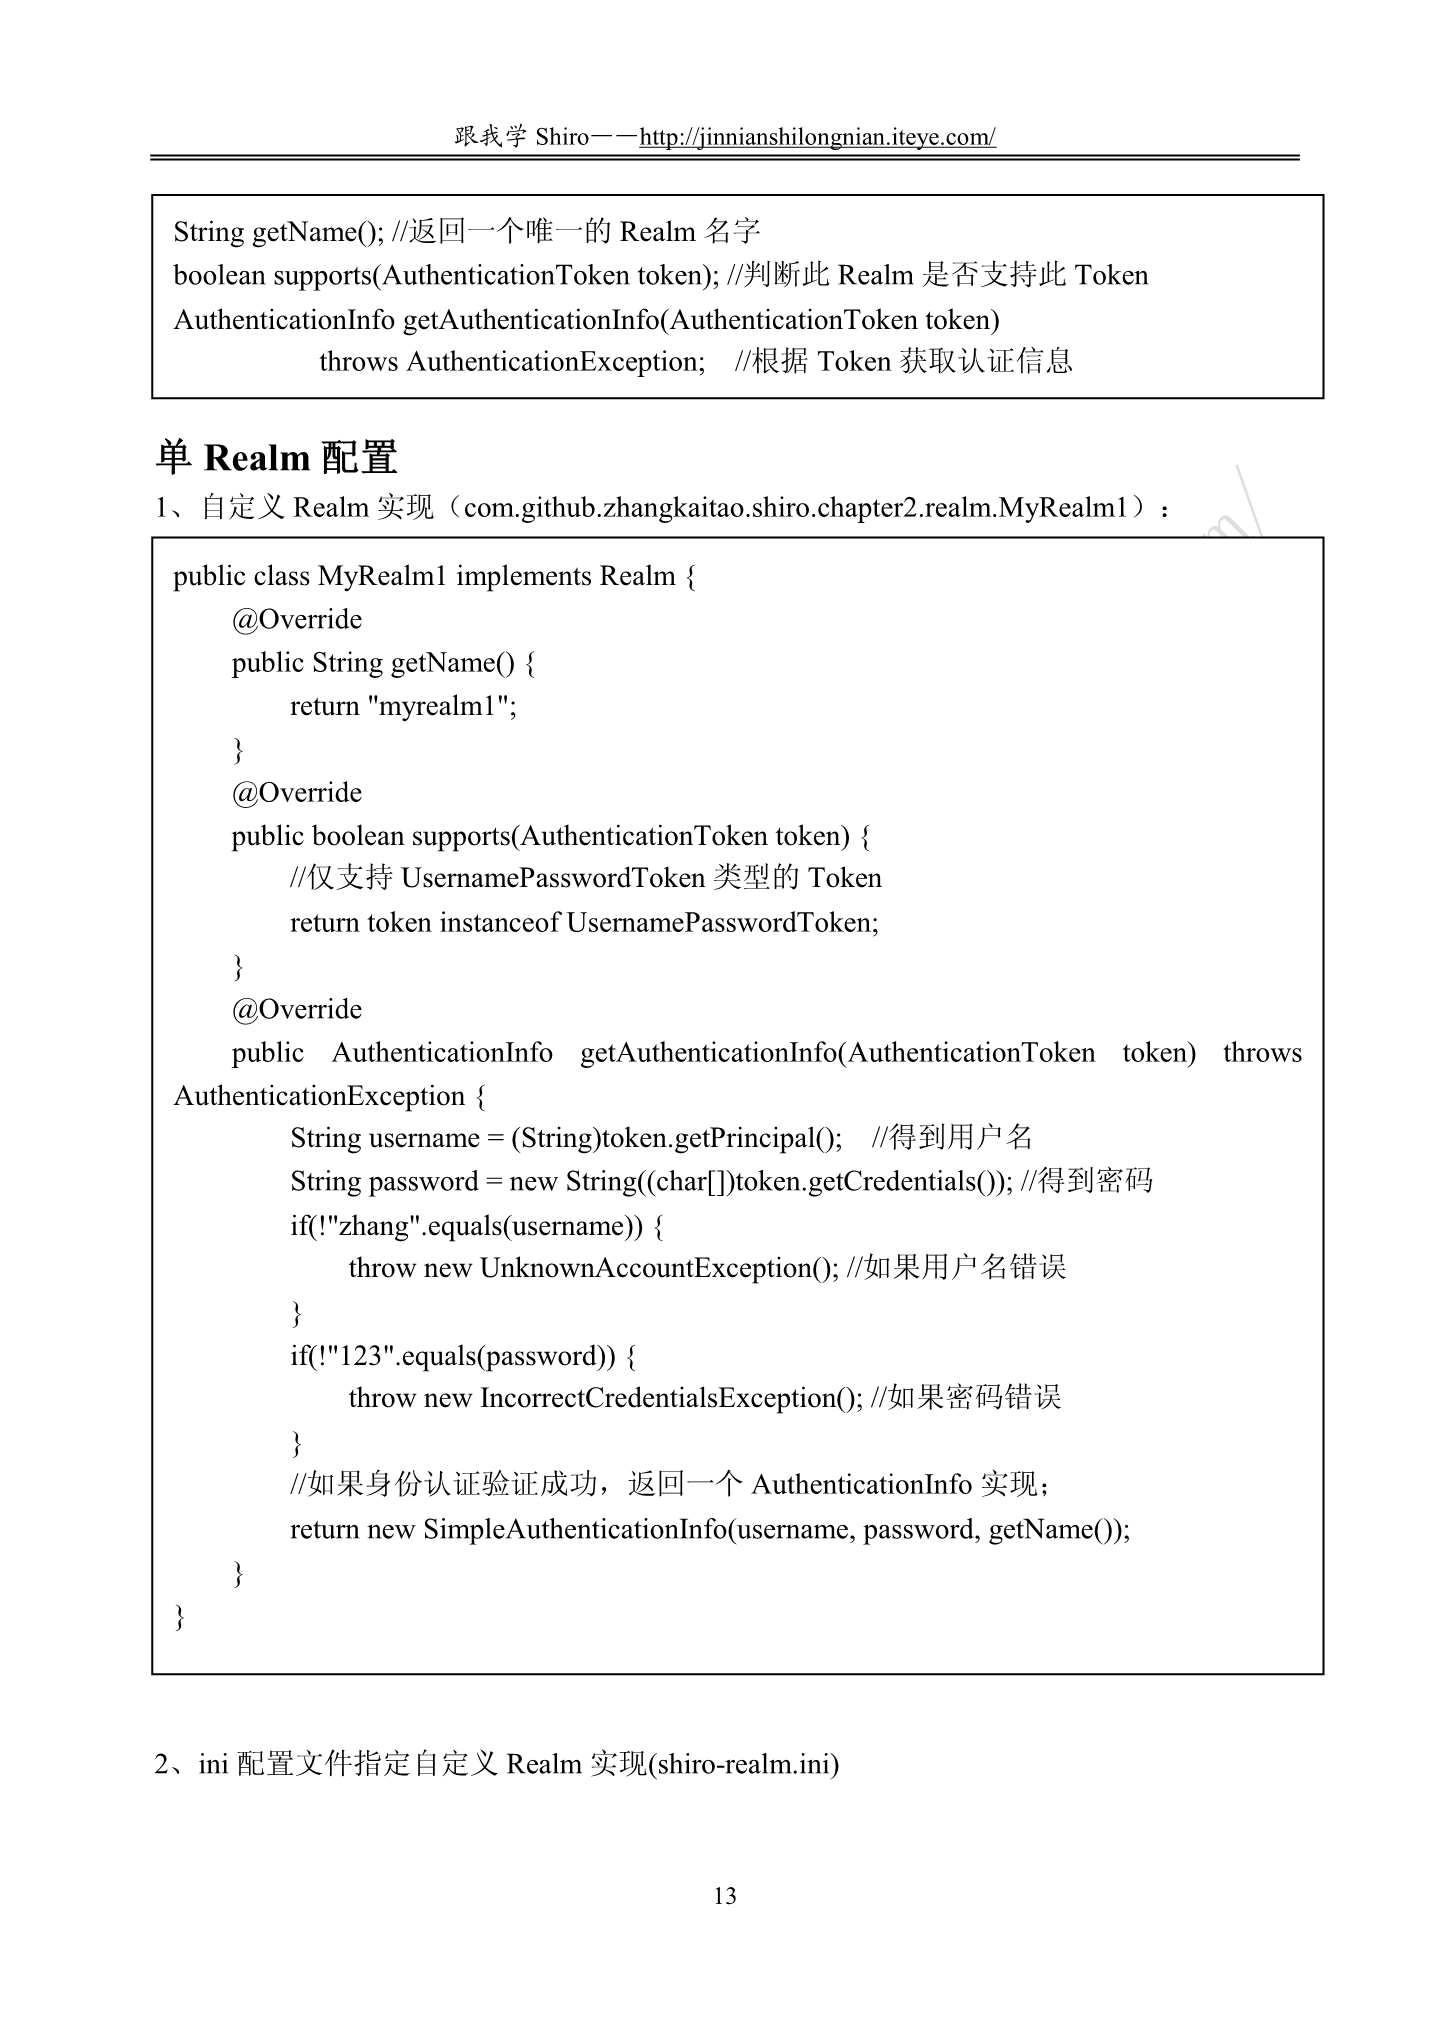 跟我学 Shiro——http://jinnianshilongnian.iteye.com/
String getName(); //返回一个唯一的 Realm 名字
boolean supports(AuthenticationToken token); //判断此 Realm 是否支持此 Token
AuthenticationInfo getAuthenticationInfo(AuthenticationToken token)
throws AuthenticationException; //根据 Token 获取认证信息
单 Realm 配置
1、自定义 Realm 实现（com.github.zhangkaitao.shiro.chapter2.realm.MyRealm1）：
public class MyRealm1 implements Realm {
@Override
public String getName() {
return "myrealm1";
}
@Override
public boolean supports(AuthenticationToken token) {
//仅支持 UsernamePasswordToken 类型的 Token
return token instanceof UsernamePasswordToken;
}
@Override
public AuthenticationInfo getAuthenticationInfo(AuthenticationToken token) throws
AuthenticationException {
String username = (String)token.getPrincipal(); //得到用户名
String password = new String((char[])token.getCredentials()); //得到密码
if(!"zhang".equals(username)) {
throw new UnknownAccountException(); //如果用户名错误
}
if(!"123".equals(password)) {
throw new IncorrectCredentialsException(); //如果密码错误
}
//如果身份认证验证成功，返回一个 AuthenticationInfo 实现；
return new SimpleAuthenticationInfo(username, password, getName());
}
}
2、ini 配置文件指定自定义 Realm 实现(shiro-realm.ini)
13